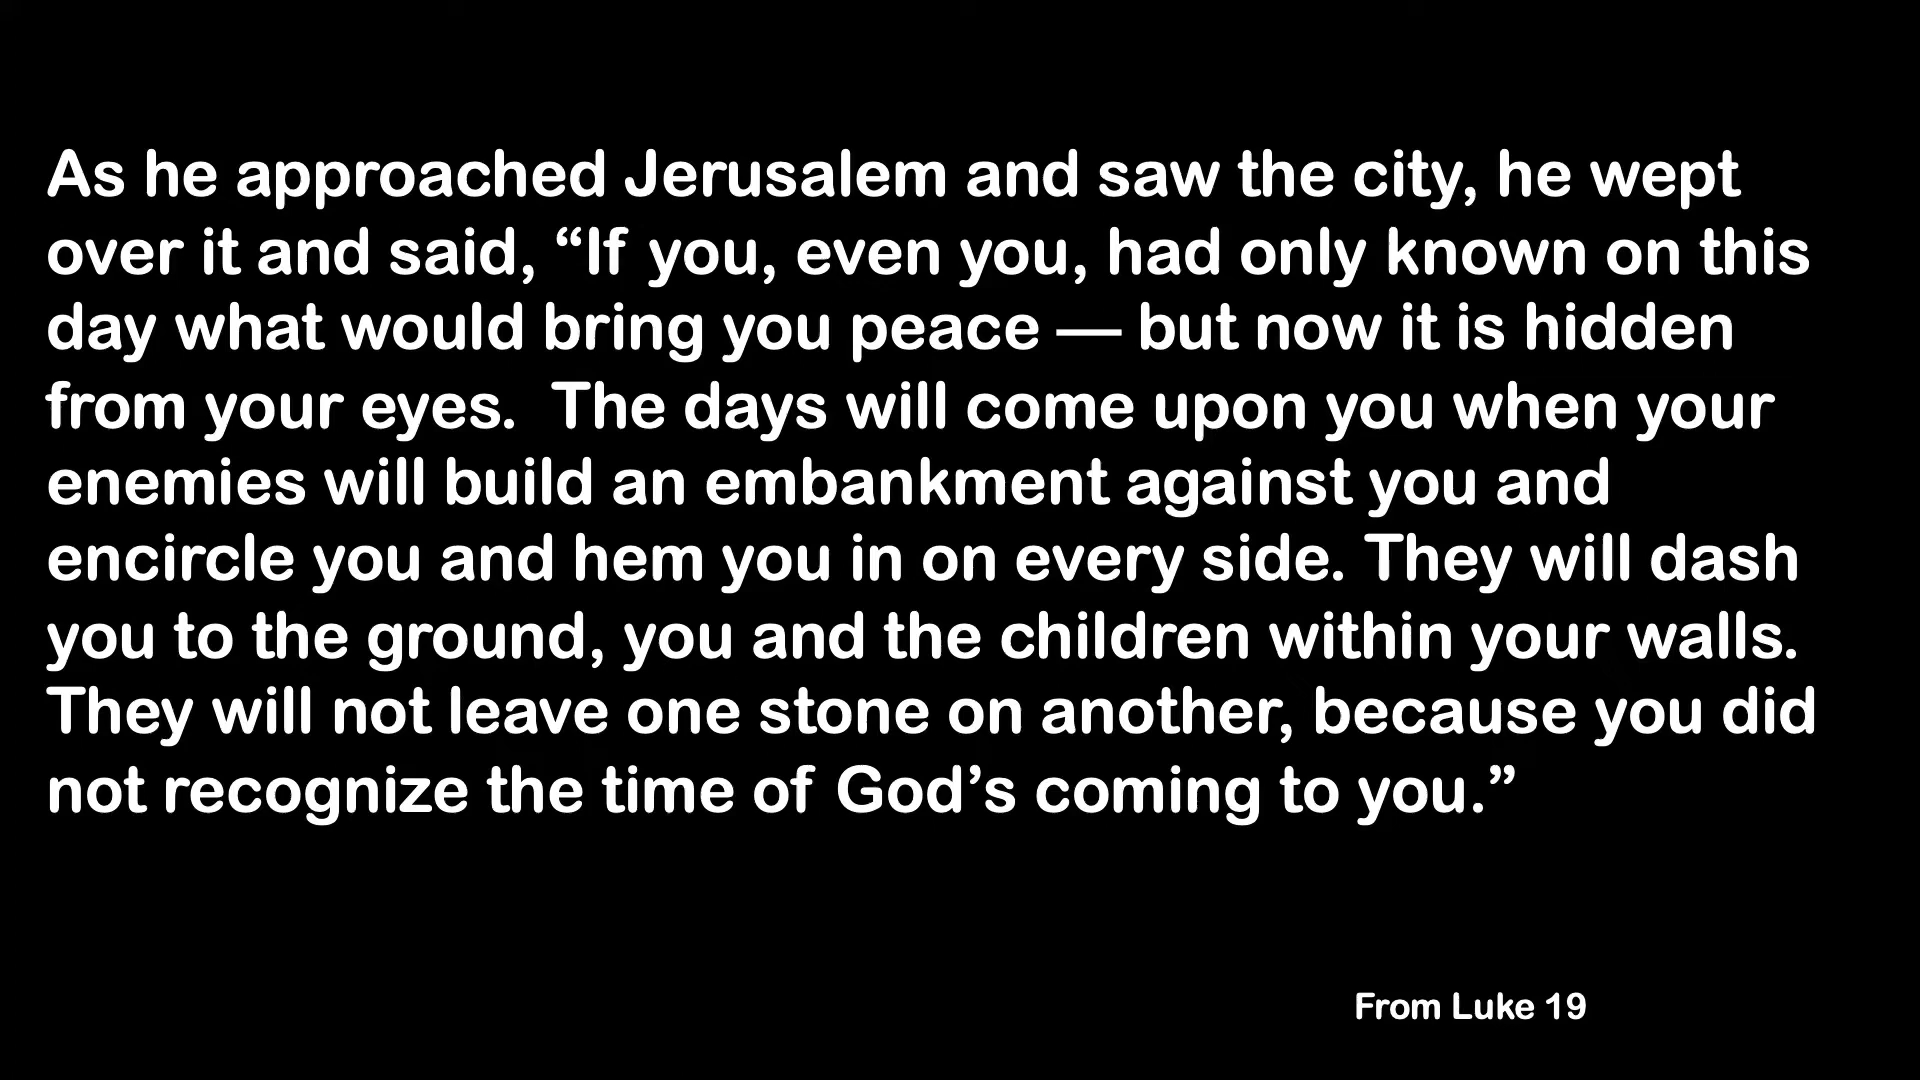 As he approached Jerusalem and saw the city, he wept
over it and said, “If you, even you, had only known on this
day what would bring you peace — but now it is hidden
from your eyes.  The days will come upon you when your
enemies will build an embankment against you and
encircle you and hem you in on every side. They will dash
you to the ground, you and the children within your walls.
They will not leave one stone on another, because you did
not recognize the time of God’s coming to you.”
From Luke 19